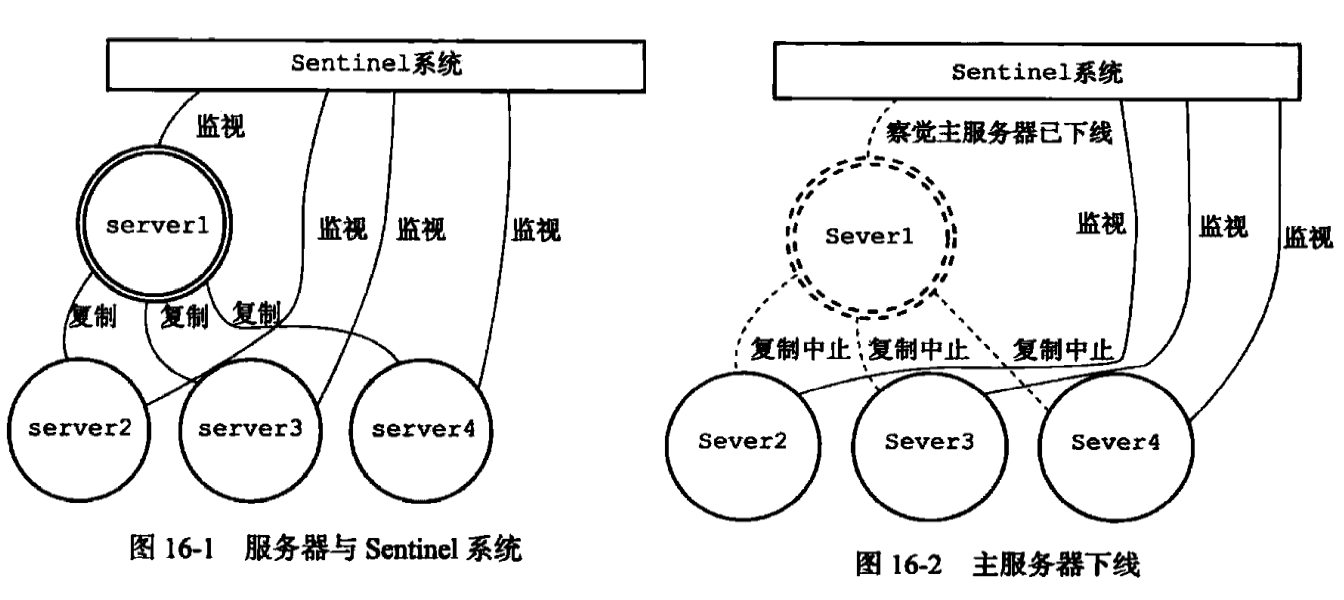 Sentinel系统
监视
server1
监视
监视
监视
复制
复制
复制
server2
server3
server4
图 16-1 服务器与 Sentinel 系统
Sentinel系统
察觉主服务器已下线
Sever1
监视
监视
监视
复制中止
复制中止
复制中止
Sever2
Sever3
Sever4
图 16-2 主服务器下线